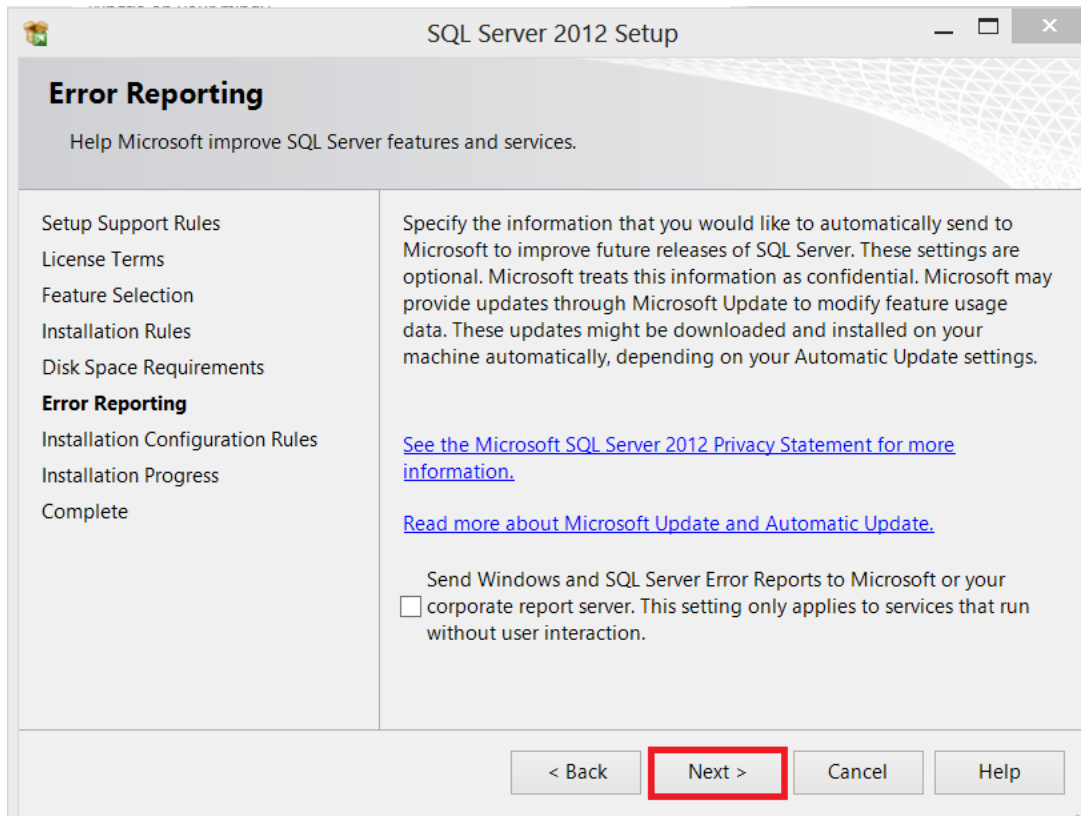 SQL Server 2012 Setup
Error Reporting
Help Microsoft improve SQL Server features and services.
Setup Support Rules
License Terms
Feature Selection
Installation Rules
Disk Space Requirements
Error Reporting
Installation Configuration Rules
Installation Progress
Complete
Specify the information that you would like to automatically send to
Microsoft to improve future releases of SQL Server. These settings are
optional. Microsoft treats this information as confidential. Microsoft may
provide updates through Microsoft Update to modify feature usage
data. These updates might be downloaded and installed on your
machine automatically, depending on your Automatic Update settings.
See the Microsoft SQL Server 2012 Privacy Statement for more
information.
Read more about Microsoft Update and Automatic Update.
Send Windows and SQL Server Error Reports to Microsoft or your
corporate report server. This setting only applies to services that run
without user interaction.
< Back Next > Cancel Help